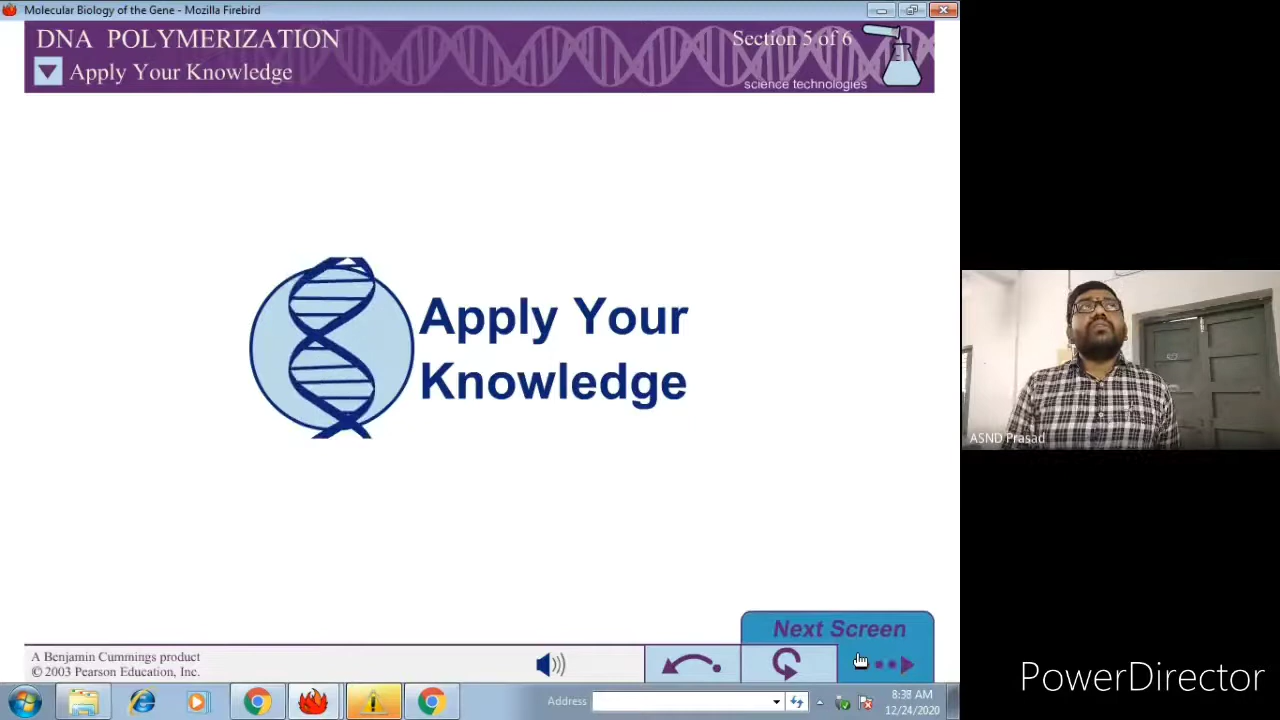 Molecular Biology of the Gene - Mozilla Firebird
DNA POLYMERIZATION
Section 5 of 6
Apply Your Knowledge
science technologies
Apply Your
Knowledge
ASND Prasad
Next Screen
A Benjamin Cummings product
© 2003 Pearson Education, Inc.
PowerDirector
Address
8:38 AM
12/24/2020